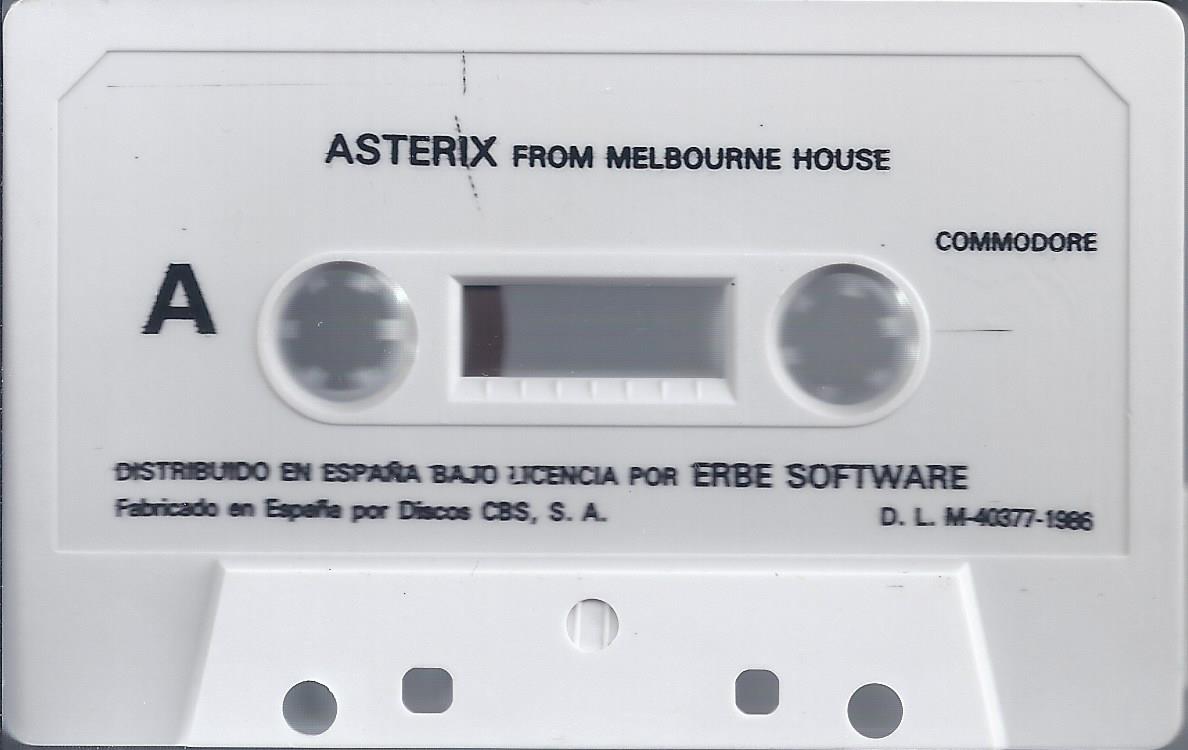 ASTERIX FROM MELBOURNE HOUSE
COMMODORE
A
DISTRIBUIDO EN ESPAÑA BAJO LICENCIA POR ERBE SOFTWARE
Fabricado en España por Discos CBS, S. A.
D. L. M-40377-1986